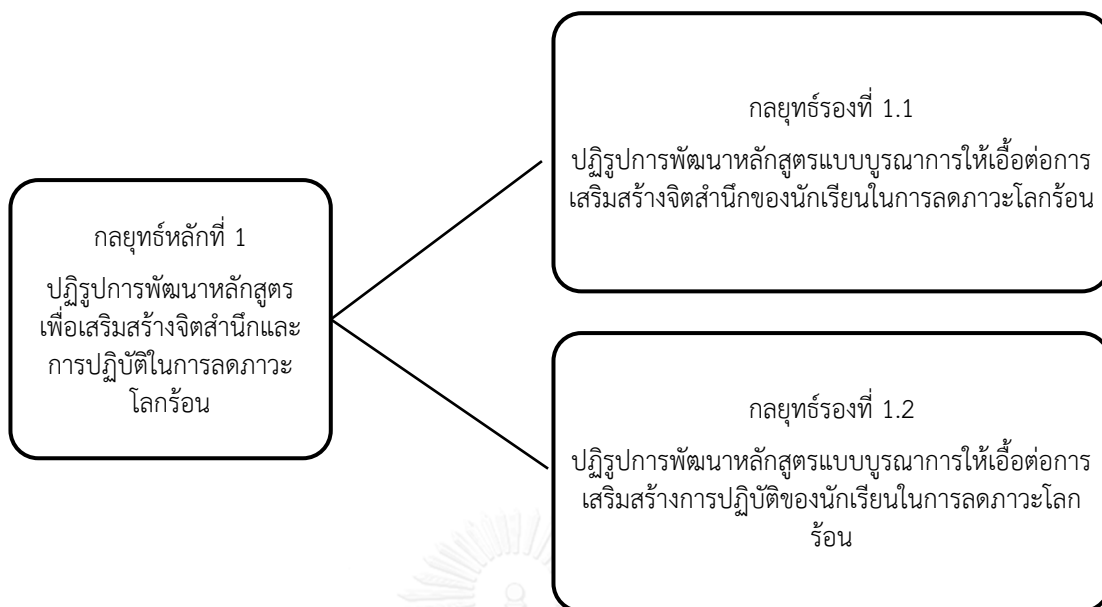 กลยุทธ์หลักที่ 1
ปฏิรูปการพัฒนาหลักสูตร
เพื่อเสริมสร้างจิตสำนึกและ
การปฏิบัติในการลดภาวะ
โลกร้อน
กลยุทธ์รองที่ 1.1
ปฏิรูปการพัฒนาหลักสูตรแบบบูรณาการให้เอื้อต่อการ
เสริมสร้างจิตสำนึกของนักเรียนในการลดภาวะโลกร้อน
กลยุทธ์รองที่ 1.2
ปฏิรูปการพัฒนาหลักสูตรแบบบูรณาการให้เอื้อต่อการ
เสริมสร้างการปฏิบัติของนักเรียนในการลดภาวะโลก
ร้อน